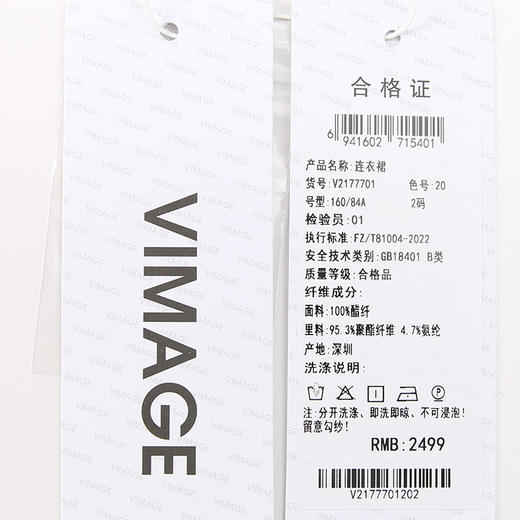 VIMAGE
合格证
6 941602 715401
产品名称:连衣裙
货号:V2177701 色号:20
号型:160/84A 2码
检验员:01
执行标准:FZ/T81004-2022
安全技术类别:GB18401 B类
质量等级:合格品
纤维成分:
面料:100%醋纤
里料:95.3%聚酯纤维 4.7%氨纶
产地:深圳
洗涤说明:
注:分开洗涤、即洗即晾、不可浸泡!
留意勾纱!
RMB:2499
V2177701202